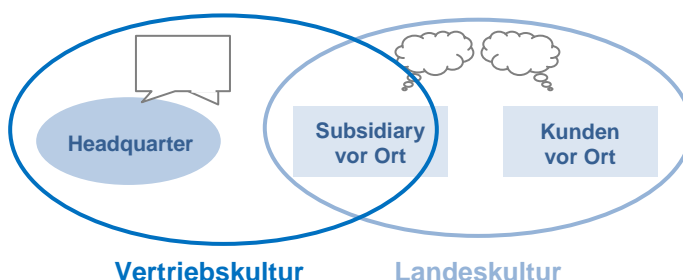 Headquarter
Subsidiary
vor Ort
Kunden
vor Ort
Vertriebskultur
Landeskultur